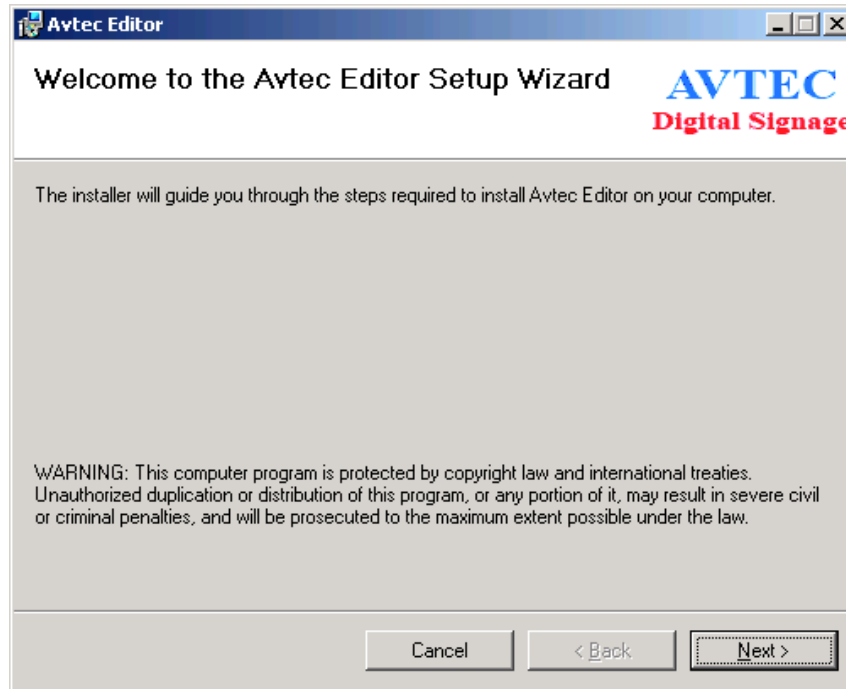 Avtec Editor
Welcome to the Avtec Editor Setup Wizard
AVTEC
Digital Signage
The installer will guide you through the steps required to install Avtec Editor on your computer.
WARNING: This computer program is protected by copyright law and international treaties.
Unauthorized duplication or distribution of this program, or any portion of it, may result in severe civil
or criminal penalties, and will be prosecuted to the maximum extent possible under the law.
Cancel
< Back
Next >